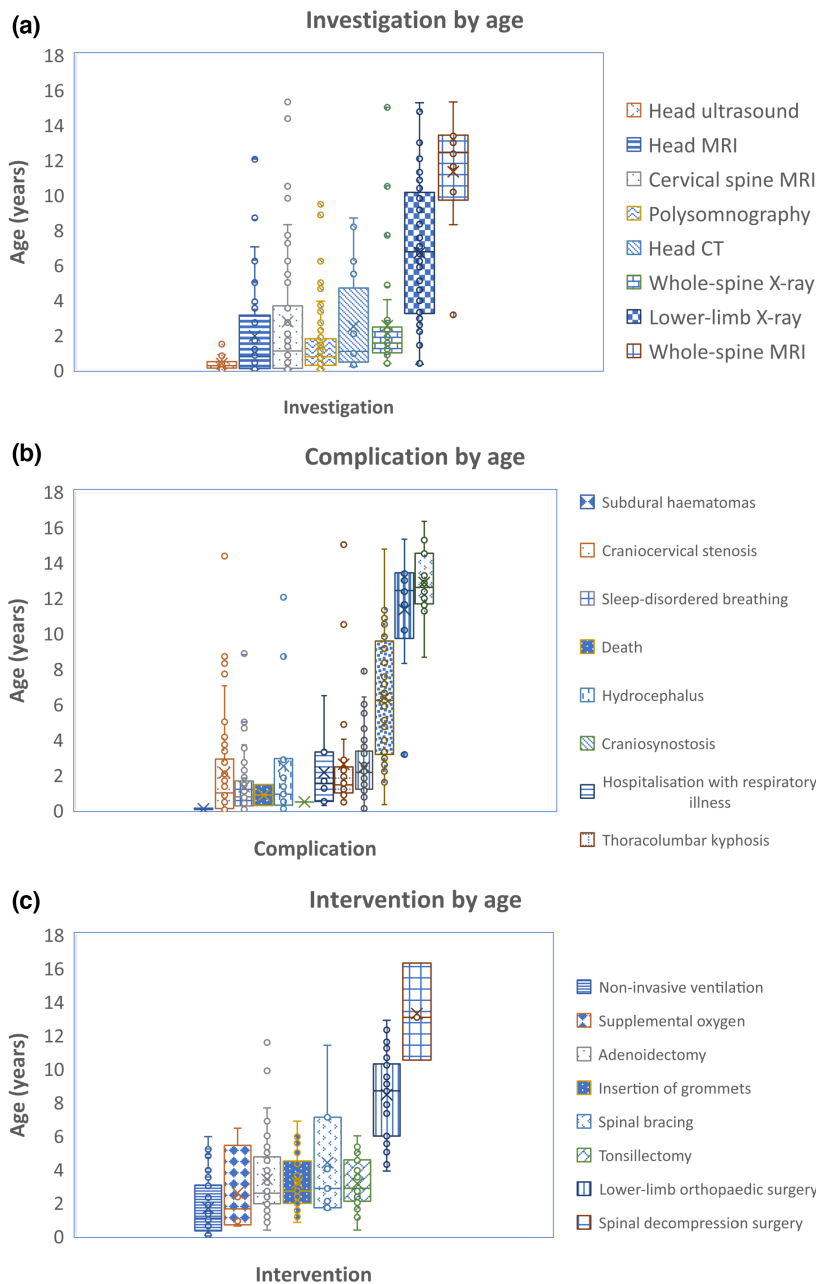 (a)
Investigation by age
18
16
14
12
10
8
6
4
2
0
Age (years)
Investigation
Head ultrasound
Head MRI
Cervical spine MRI
Polysomnography
Head CT
Whole-spine X-ray
Lower-limb X-ray
Whole-spine MRI
(b)
Complication by age
18
16
14
12
10
8
6
4
2
0
Age (years)
Complication
Subdural haematomas
Craniocervical stenosis
Sleep-disordered breathing
Death
Hydrocephalus
Craniosynostosis
Hospitalisation with respiratory
illness
Thoracolumbar kyphosis
(c)
Intervention by age
18
16
14
12
10
8
6
4
2
0
Age (years)
Intervention
Non-invasive ventilation
Supplemental oxygen
Adenoidectomy
Insertion of grommets
Spinal bracing
Tonsillectomy
Lower-limb orthopaedic surgery
Spinal decompression surgery